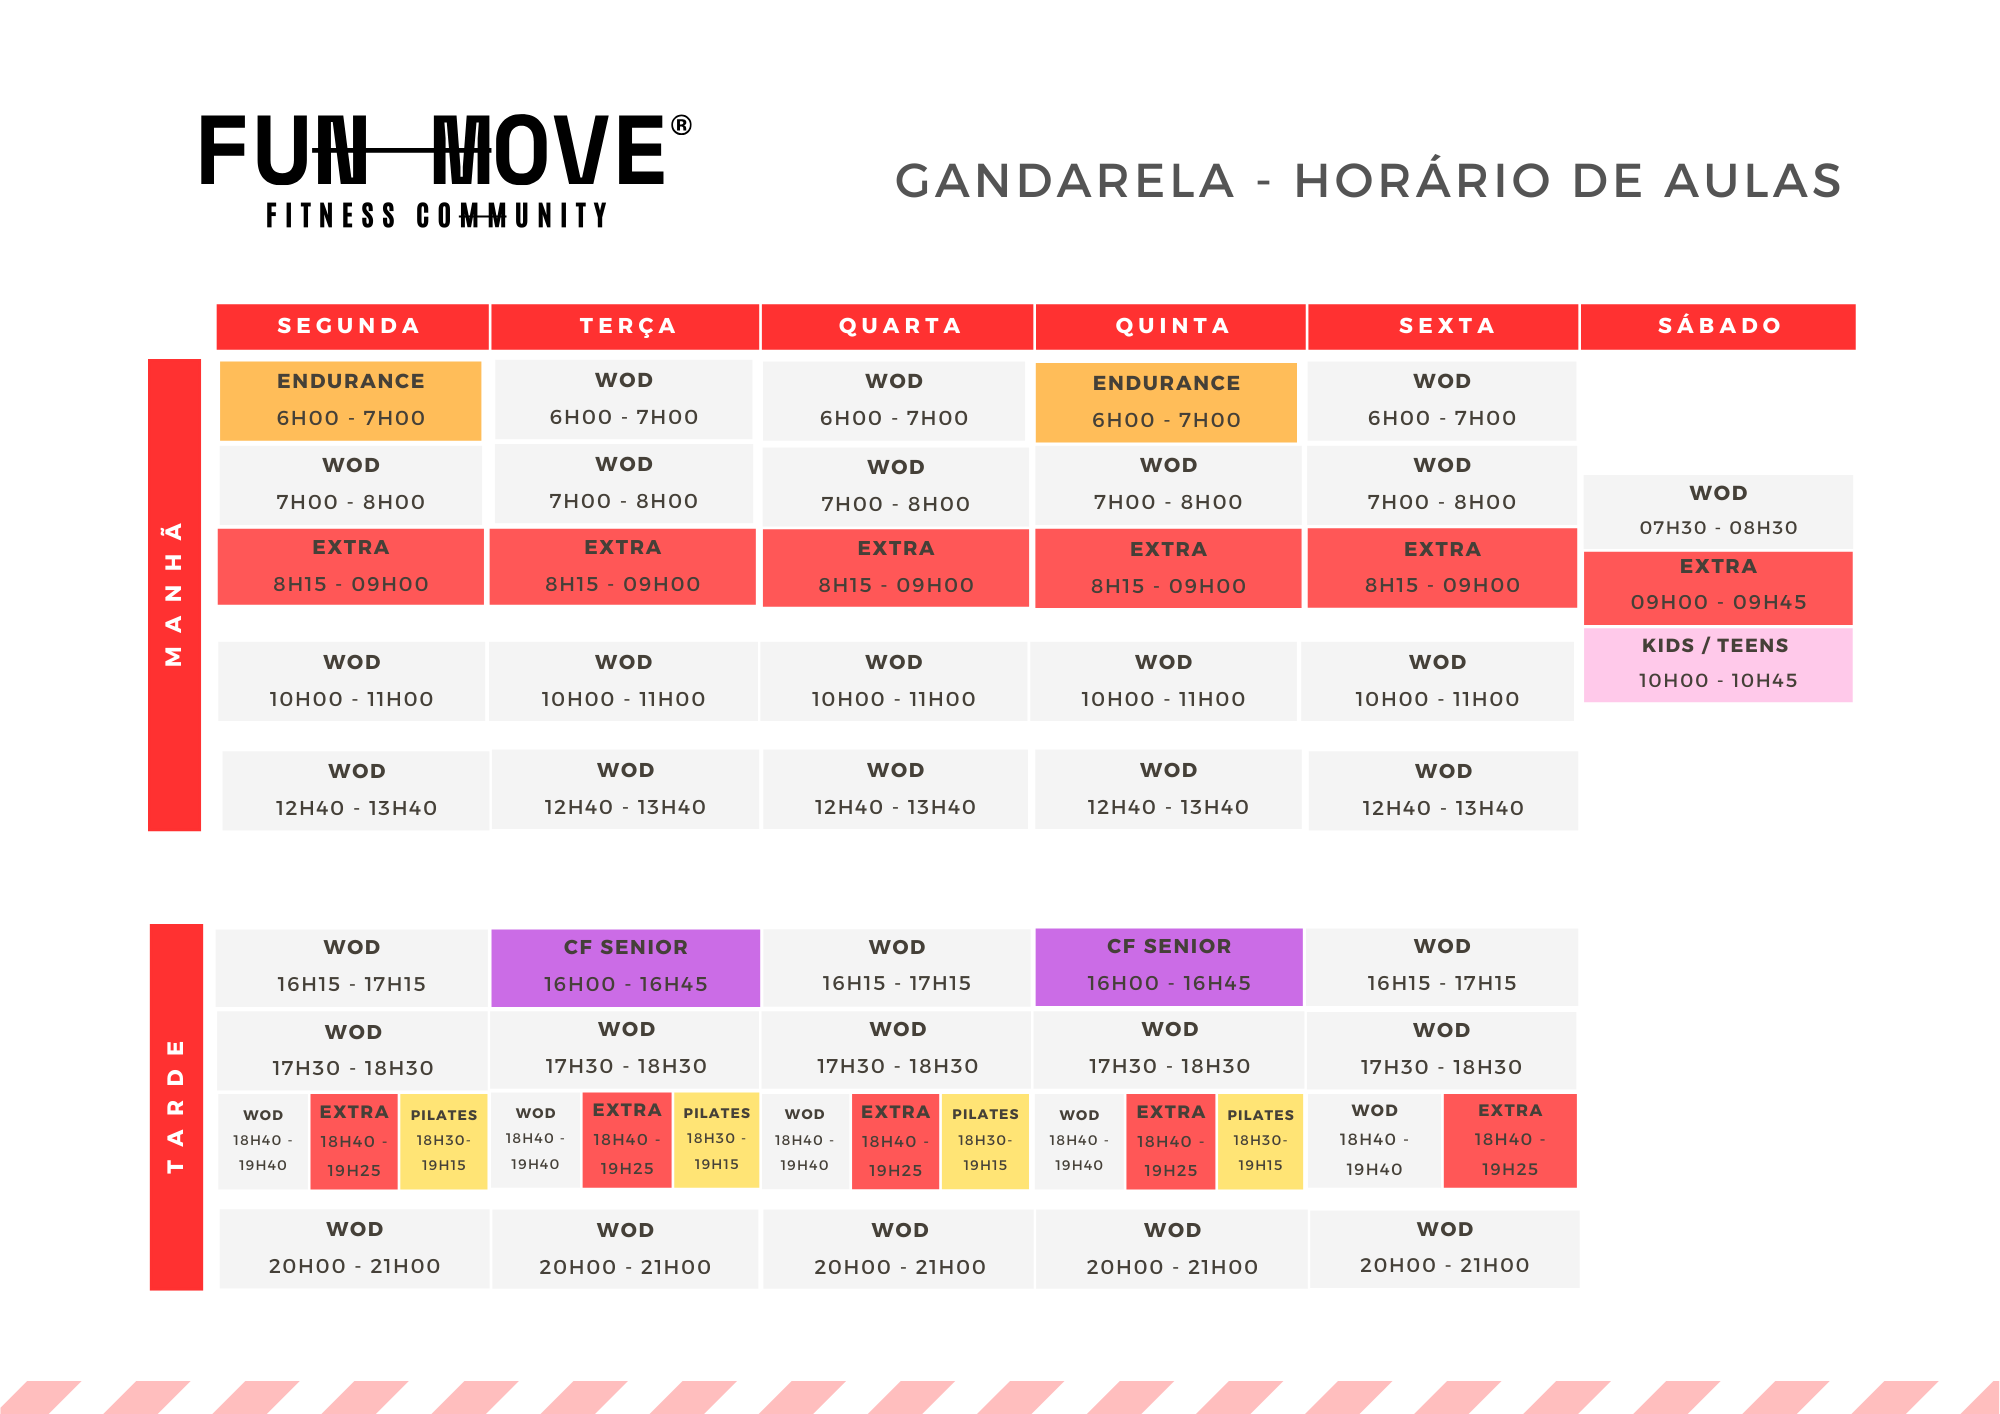 FUN MOVE®
FITNESS COMMUNITY
GANDARELA - HORÁRIO DE AULAS
SEGUNDA TERÇA QUARTA QUINTA SEXTA SÁBADO
MANHÃ
ENDURANCE WOD WOD ENDURANCE WOD
6H00 - 7H00 6H00 - 7H00 6H00 - 7H00 6H00 - 7H00 6H00 - 7H00
WOD WOD WOD WOD WOD
7H00 - 8H00 7H00 - 8H00 7H00 - 8H00 7H00 - 8H00 7H00 - 8H00
WOD
07H30 - 08H30
EXTRA EXTRA EXTRA EXTRA EXTRA
8H15 - 09H00 8H15 - 09H00 8H15 - 09H00 8H15 - 09H00 8H15 - 09H00
EXTRA
09H00 - 09H45
KIDS / TEENS
10H00 - 10H45
WOD WOD WOD WOD WOD
10H00 - 11H00 10H00 - 11H00 10H00 - 11H00 10H00 - 11H00 10H00 - 11H00
WOD WOD WOD WOD WOD
12H40 - 13H40 12H40 - 13H40 12H40 - 13H40 12H40 - 13H40 12H40 - 13H40
TARDE
WOD CF SENIOR WOD CF SENIOR WOD
16H15 - 17H15 16H00 - 16H45 16H15 - 17H15 16H00 - 16H45 16H15 - 17H15
WOD WOD WOD WOD WOD
17H30 - 18H30 17H30 - 18H30 17H30 - 18H30 17H30 - 18H30 17H30 - 18H30
WOD EXTRA PILATES WOD EXTRA PILATES WOD EXTRA PILATES WOD EXTRA PILATES WOD EXTRA
18H40 - 18H40 - 18H30- 18H40 - 18H40 - 18H30 - 18H40 - 18H40 - 18H30- 18H40 - 18H40 - 18H30- 18H40 - 18H40 -
19H40 19H25 19H15 19H40 19H25 19H15 19H40 19H25 19H15 19H40 19H25 19H15 19H40 19H25
WOD WOD WOD WOD WOD
20H00 - 21H00 20H00 - 21H00 20H00 - 21H00 20H00 - 21H00 20H00 - 21H00